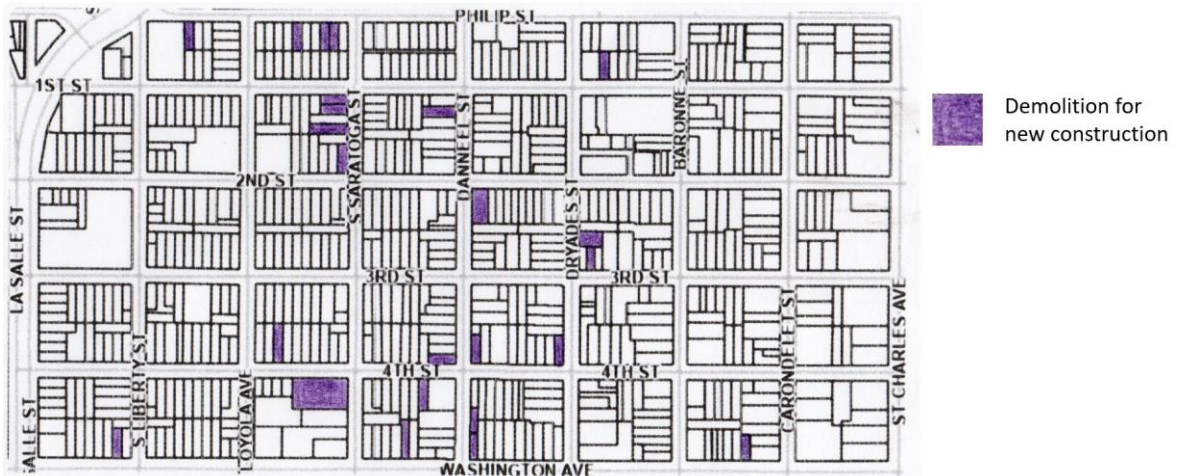 PHILIP ST
1ST ST
S SARATOGA ST
DANNEEL ST
BARONNE ST
2ND ST
DRYADES ST
LA SALLE ST
3RD ST
3RD ST
S LIBERTY ST
LOYOLA AVE
4TH ST
4TH ST
CARONDELET ST
ST CHARLES AVE
SALLE ST
WASHINGTON AVE
Demolition for
new construction